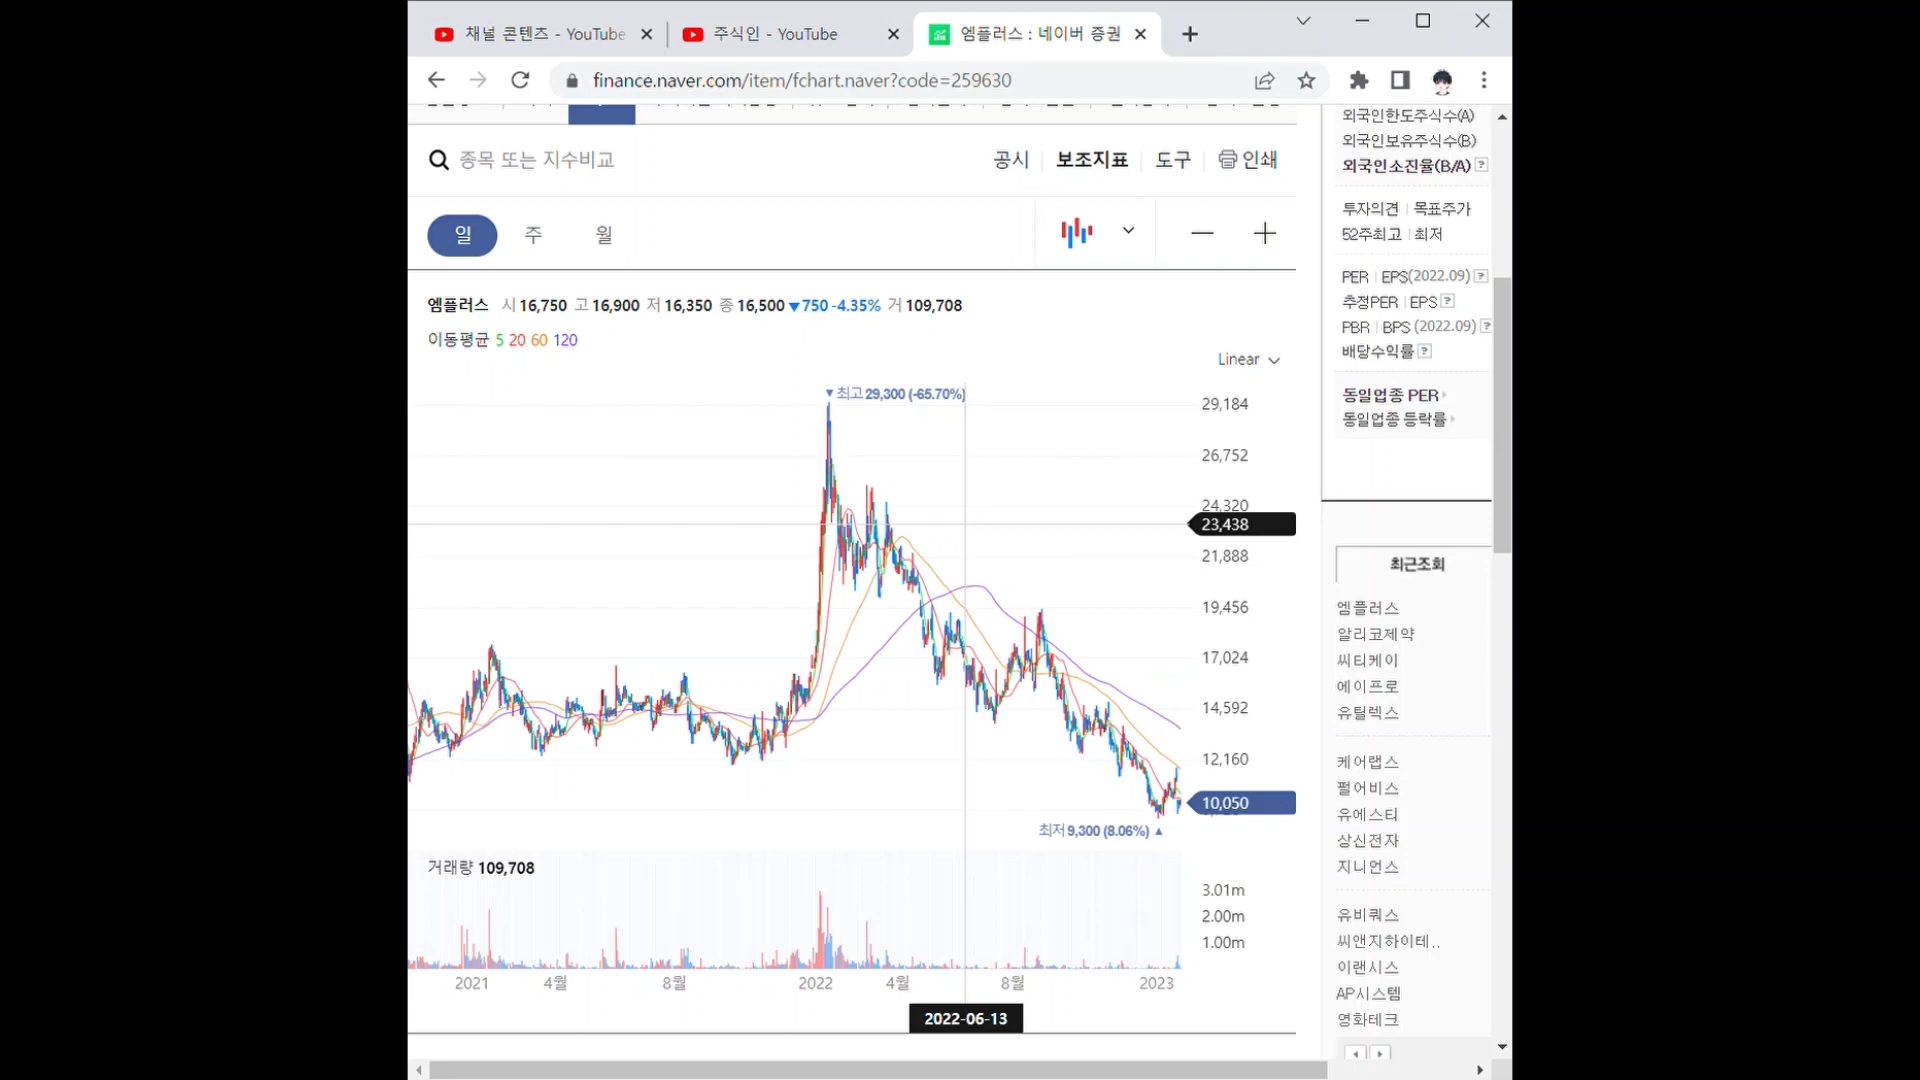 채널 콘텐츠 - YouTube
주식인 - YouTube
엠플러스 : 네이버 증권
finance.naver.com/item/fchart.naver?code=259630
종목 또는 지수비교
공시 보조지표 도구 인쇄
일 주 월
엠플러스 시 16,750 고 16,900 저 16,350 종 16,500 ▼750 -4.35% 거 109,708
이동평균 5 20 60 120
Linear
▼최고 29,300 (-65.70%)
29,184
26,752
24,320
23,438
21,888
19,456
17,024
14,592
12,160
10,050
최저 9,300 (8.06%) ▲
거래량 109,708
3.01m
2.00m
1.00m
2021 4월 8월 2022 4월 8월 2023
2022-06-13
외국인한도주식수(A)
외국인보유주식수(B)
외국인소진율(B/A) ?
투자의견 | 목표주가
52주최고 | 최저
PER | EPS(2022.09) ?
추정PER | EPS ?
PBR | BPS (2022.09) ?
배당수익률 ?
동일업종 PER
동일업종 등락률
최근조회
엠플러스
알리코제약
씨티케이
에이프로
유틸렉스
케어랩스
펄어비스
유에스티
상신전자
지니언스
유비쿼스
씨앤지하이테..
이랜시스
AP시스템
영화테크